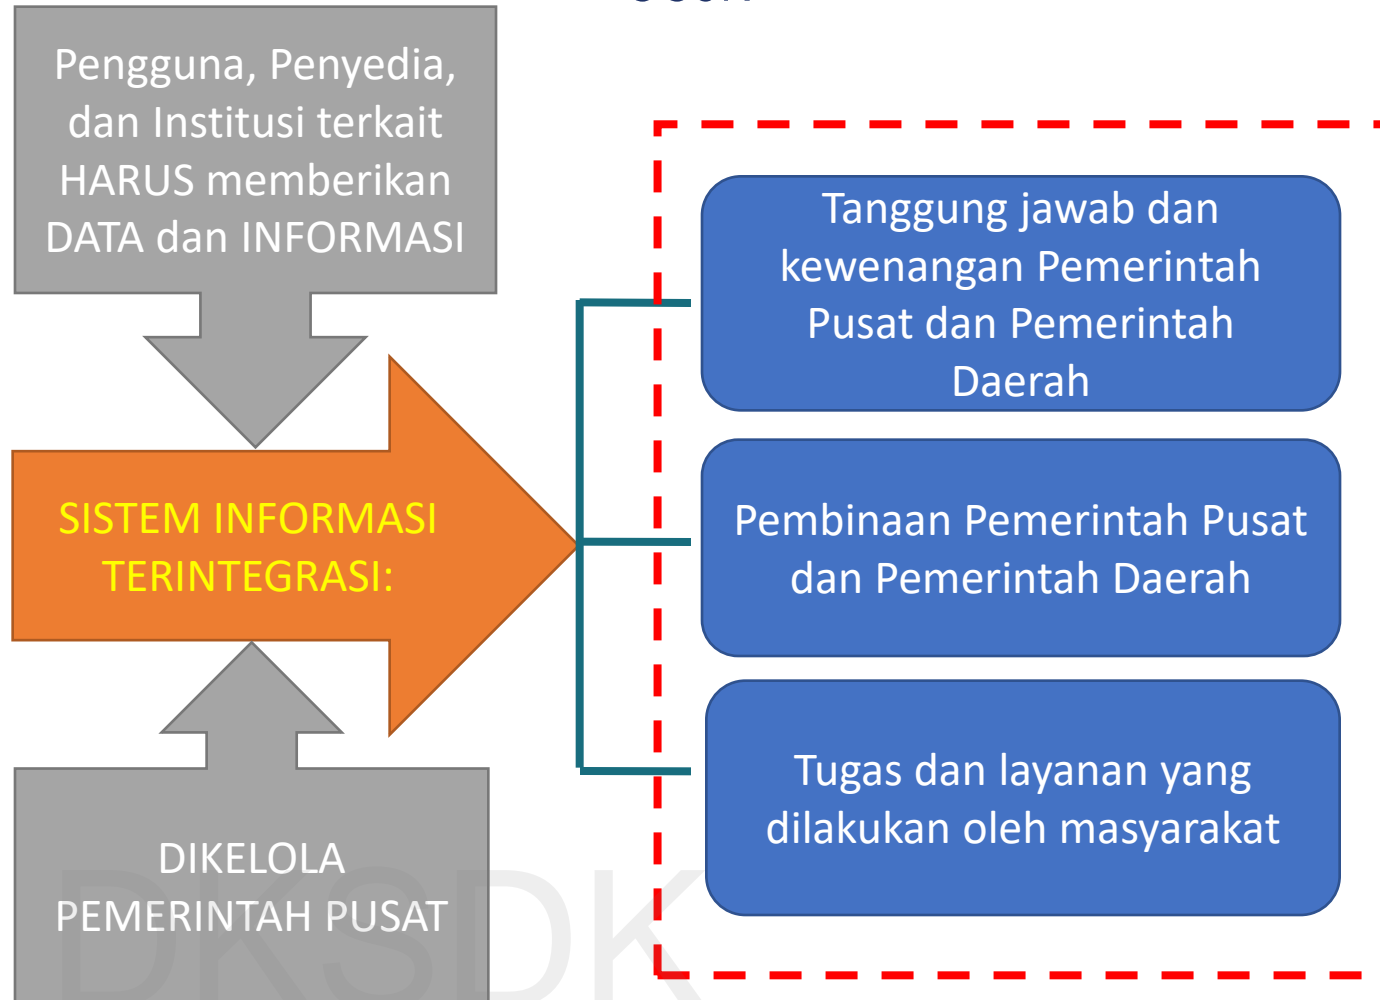 Pengguna, Penyedia,
dan Institusi terkait
HARUS memberikan
DATA dan INFORMASI
SISTEM INFORMASI
TERINTEGRASI:
DIKELOLA
PEMERINTAH PUSAT
Tanggung jawab dan
kewenangan Pemerintah
Pusat dan Pemerintah
Daerah
Pembinaan Pemerintah Pusat
dan Pemerintah Daerah
Tugas dan layanan yang
dilakukan oleh masyarakat
DKSDK